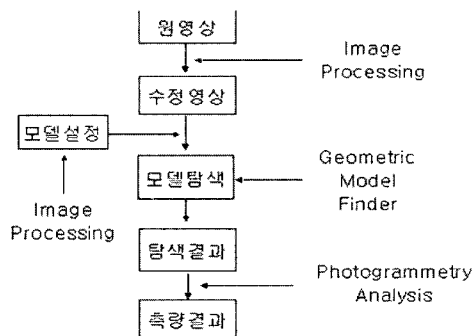 원영상
Image
Processing
수정영상
모델설정
모델탐색
Geometric
Model
Finder
Image
Processing
탐색결과
Photogrammetry
Analysis
측량결과